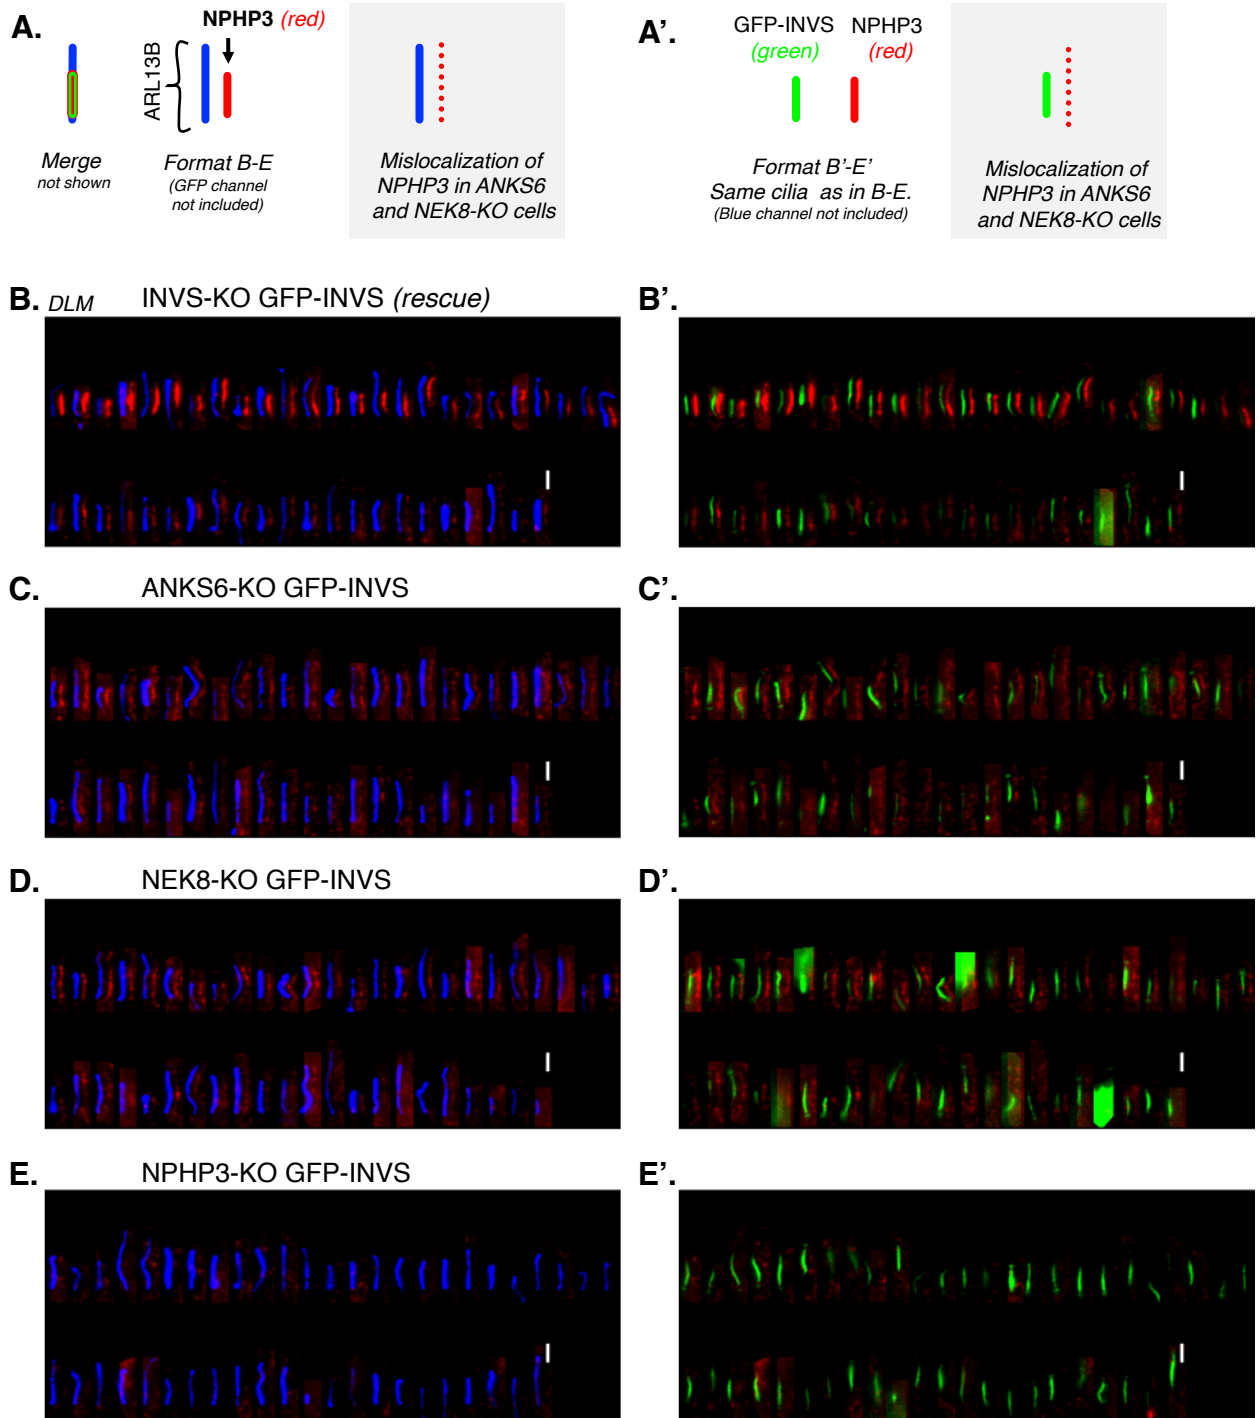 A.
NPHP3 (red)
ARL13B
Merge
not shown
Format B-E
(GFP channel
not included)
Mislocalization of
NPHP3 in ANKS6
and NEK8-KO cells
A'.
GFP-INVS
(green)
NPHP3
(red)
Format B'-E'
Same cilia as in B-E.
(Blue channel not included)
Mislocalization of
NPHP3 in ANKS6
and NEK8-KO cells
B. DLM INVS-KO GFP-INVS (rescue)
B'.
C. ANKS6-KO GFP-INVS
C'.
D. NEK8-KO GFP-INVS
D'.
E. NPHP3-KO GFP-INVS
E'.